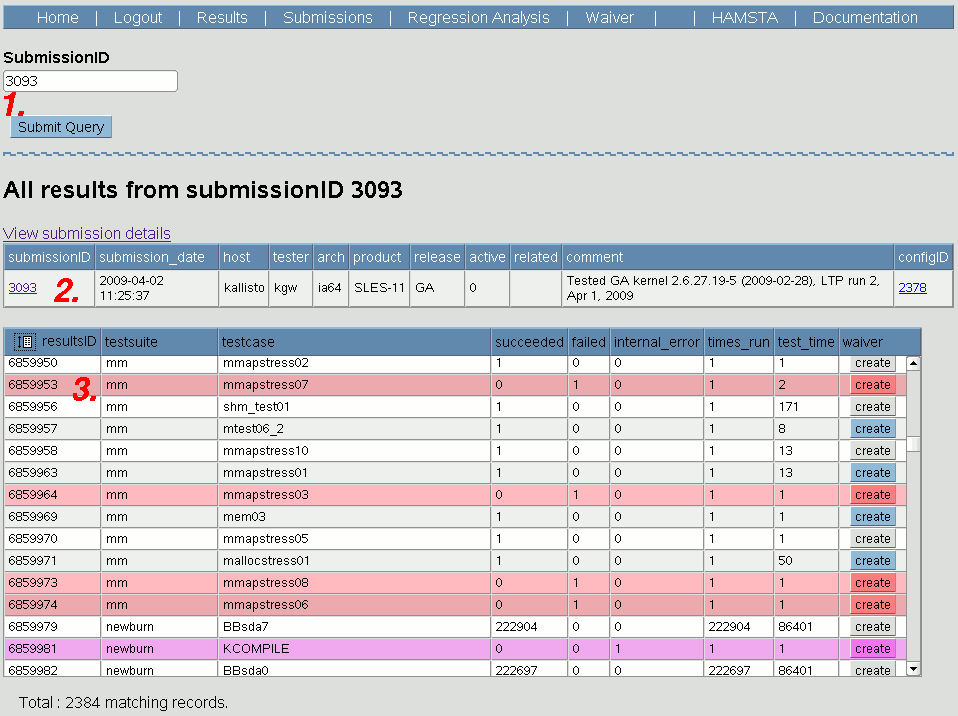 Home | Logout | Results | Submissions | Regression Analysis | Waiver | | HAMSTA | Documentation
SubmissionID
3093
1.
Submit Query
All results from submissionID 3093
View submission details
submissionID submission_date host tester arch product release active related comment configID
3093 2. 2009-04-02 11:25:37 kallisto kgw ia64 SLES-11 GA 0 Tested GA kernel 2.6.27.19-5 (2009-02-28), LTP run 2, Apr 1, 2009 2378
resultsID testsuite testcase succeeded failed internal_error times_run test_time waiver
6859950 mm mmapstress02 1 0 0 1 1 create
6859953 mm mmapstress07 0 1 0 1 2 create
3.
6859956 mm shm_test01 1 0 0 1 171 create
6859957 mm mtest06_2 1 0 0 1 8 create
6859958 mm mmapstress10 1 0 0 1 13 create
6859963 mm mmapstress01 1 0 0 1 13 create
6859964 mm mmapstress03 0 1 0 1 1 create
6859969 mm mem03 1 0 0 1 1 create
6859970 mm mmapstress05 1 0 0 1 1 create
6859971 mm mallocstress01 1 0 0 1 50 create
6859973 mm mmapstress08 0 1 0 1 1 create
6859974 mm mmapstress06 0 1 0 1 1 create
6859979 newburn BBsda7 222904 0 0 222904 86401 create
6859981 newburn KCOMPILE 0 0 1 1 1 create
6859982 newburn BBsda0 222697 0 0 222697 86401 create
Total : 2384 matching records.